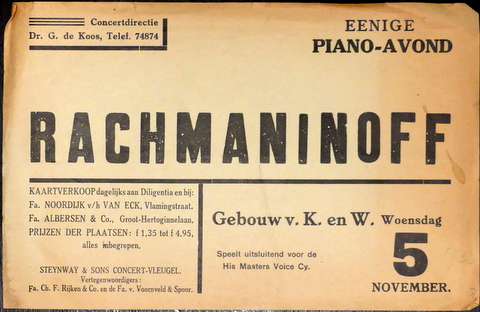 Concertdirectie
Dr. G. de Koos, Telef. 74874
EENIGE
PIANO-AVOND
RACHMANINOFF
KAARTVERKOOP dagelijks aan Diligentia en bij:
Fa. NOORDIJK v/h VAN ECK, Vlamingstraat.
Fa. ALBERSEN & Co., Groot-Hertoginnelaan.
PRIJZEN DER PLAATSEN: f 1,35 tot f 4,95,
alles inbegrepen.
STEYNWAY & SONS CONCERT-VLEUGEL.
Vertegenwoordigers:
Fa. Ch. F. Rijken & Co. en de Fa. v. Voornveld & Spoor.
Gebouw v. K. en W. Woensdag
Speelt uitsluitend voor de
His Masters Voice Cy.
5
NOVEMBER.